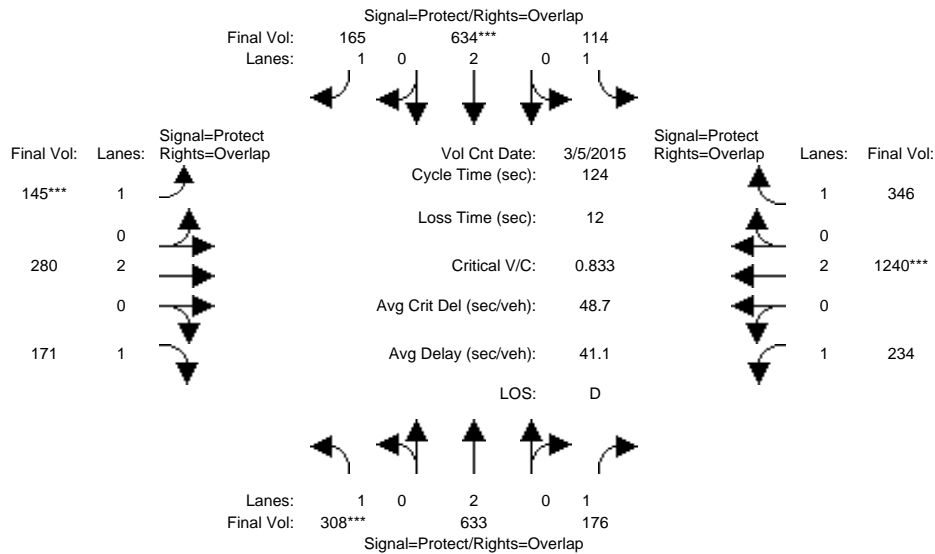 Signal=Protect/Rights=Overlap
Final Vol: 165 634*** 114
Lanes: 1 0 2 0 1
Signal=Protect
Final Vol: Lanes: Rights=Overlap
Vol Cnt Date: 3/5/2015
Signal=Protect
Rights=Overlap Lanes: Final Vol:
Cycle Time (sec): 124
145*** 1
1 346
Loss Time (sec): 12
0
0
280 2
Critical V/C: 0.833
2 1240***
0
Avg Crit Del (sec/veh): 48.7
0
171 1
Avg Delay (sec/veh): 41.1
1 234
LOS: D
Lanes: 1 0 2 0 1
Final Vol: 308*** 633 176
Signal=Protect/Rights=Overlap